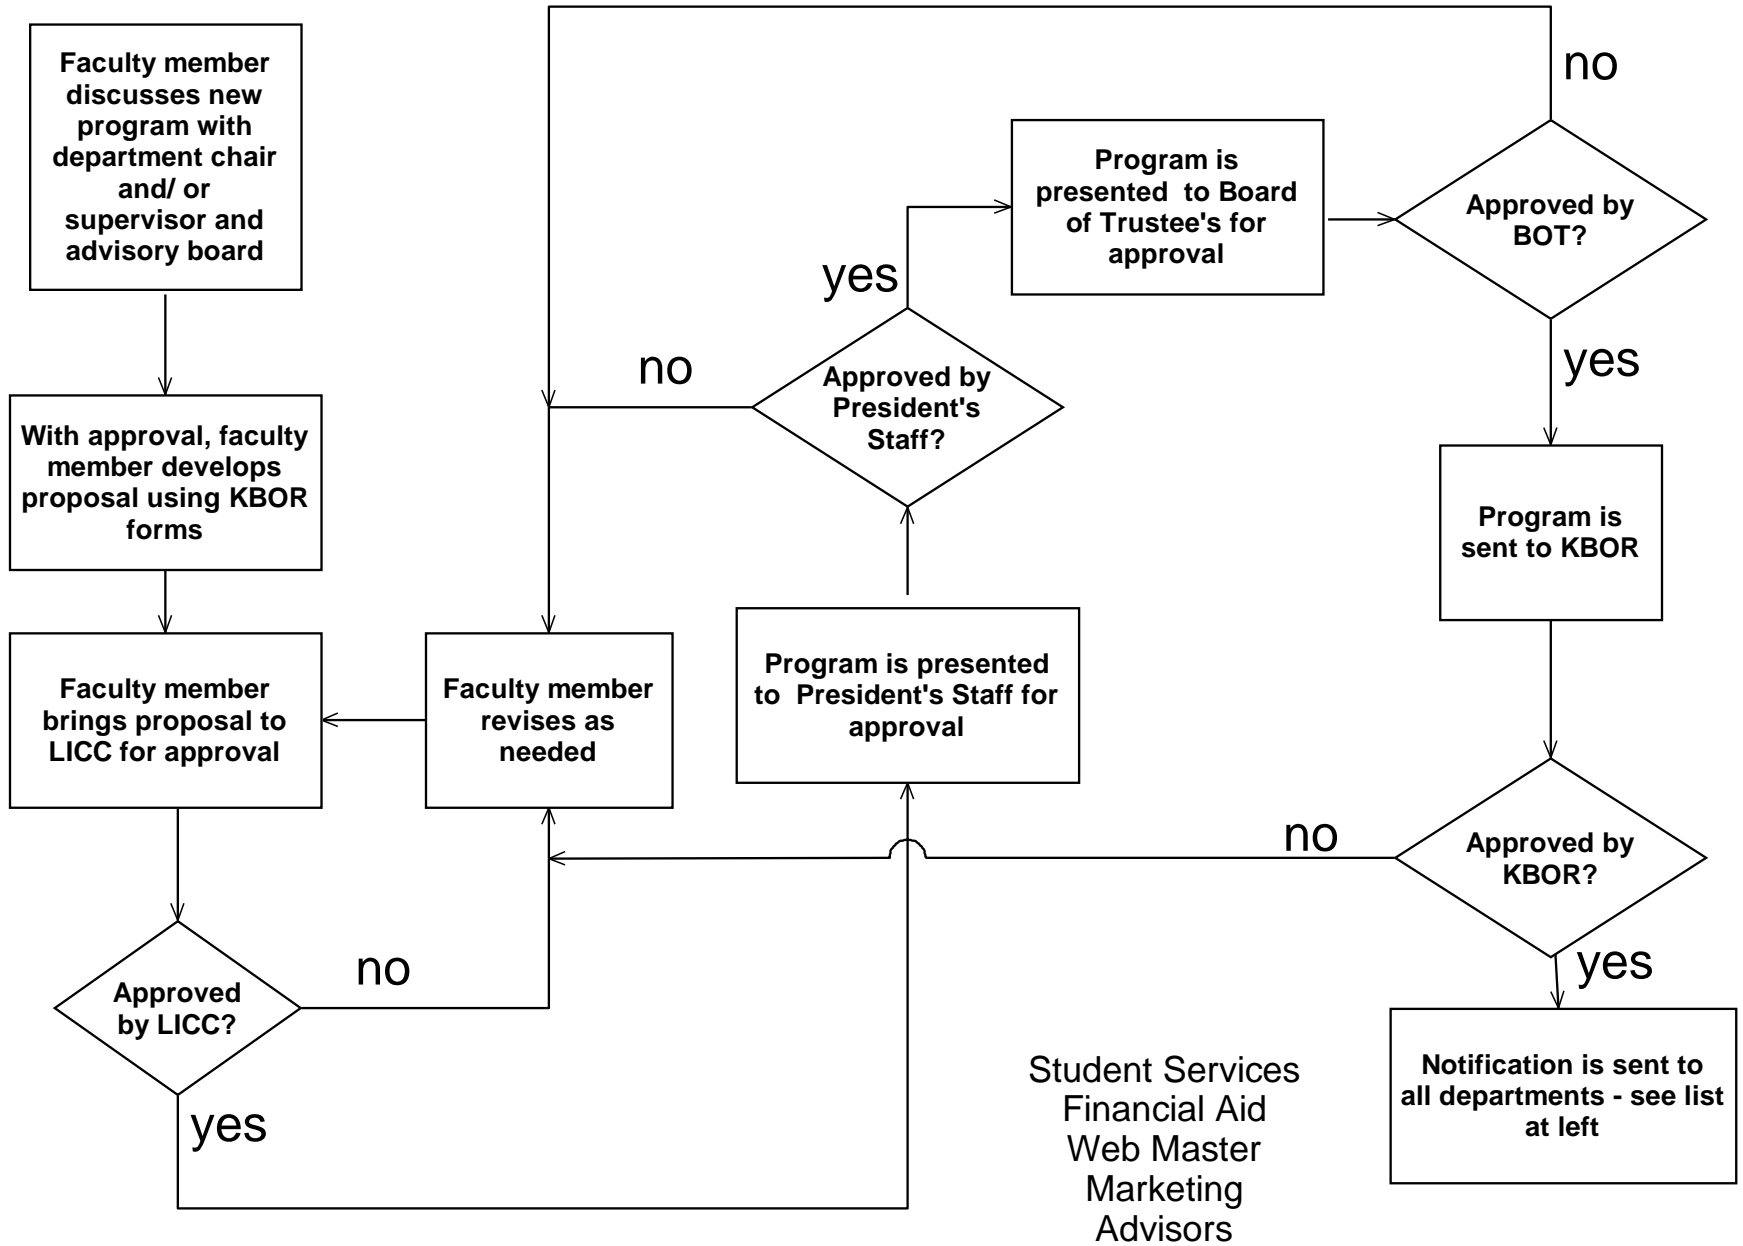 Faculty member
discusses new
program with
department chair
and/ or
supervisor and
advisory board
With approval, faculty
member develops
proposal using KBOR
forms
Faculty member
brings proposal to
LICC for approval
Approved
by LICC?
no
yes
Faculty member
revises as
needed
Program is presented
to President's Staff for
approval
Approved by
President's
Staff?
no
yes
Program is
presented to Board
of Trustee's for
approval
Approved by
BOT?
no
yes
Program is
sent to KBOR
Approved by
KBOR?
no
yes
Notification is sent to
all departments - see list
at left
Student Services
Financial Aid
Web Master
Marketing
Advisors